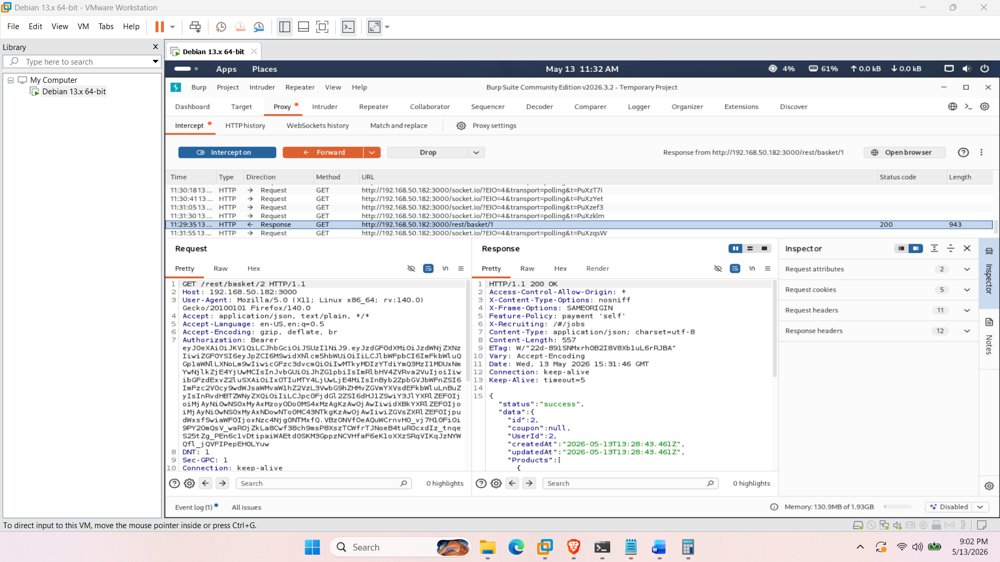 Debian 13.x 64-bit - VMware Workstation
File Edit View VM Tabs Help
Library
Type here to search
My Computer
Debian 13.x 64-bit
Debian 13.x 64-bit
Apps Places May 13 11:32 AM 4% 61% 0.0 kB 0.0 kB
Burp Project Intruder Repeater View Help Burp Suite Community Edition v2026.3.2 - Temporary Project
Dashboard Target Proxy Intruder Repeater Collaborator Sequencer Decoder Comparer Logger Organizer Extensions Discover
Intercept HTTP history WebSockets history Match and replace Proxy settings
Intercept on Forward Drop Response from http://192.168.50.182:3000/rest/basket/1 Open browser
Time Type Direction Method URL Status code Length
11:30:18 13 ... HTTP → Request GET http://192.168.50.182:3000/socket.io/?EIO=4&transport=polling&t=PuXzT7i
11:30:41 13 ... HTTP → Request GET http://192.168.50.182:3000/socket.io/?EIO=4&transport=polling&t=PuXzYet
11:31:05 13 ... HTTP → Request GET http://192.168.50.182:3000/socket.io/?EIO=4&transport=polling&t=PuXzef3
11:31:30 13 ... HTTP → Request GET http://192.168.50.182:3000/socket.io/?EIO=4&transport=polling&t=PuXzklm
11:29:35 13 ... HTTP ← Response GET http://192.168.50.182:3000/rest/basket/1 200 943
11:31:55 13 ... HTTP → Request GET http://192.168.50.182:3000/socket.io/?EIO=4&transport=polling&t=PuXzqsW
Request
Pretty Raw Hex
1 GET /rest/basket/2 HTTP/1.1
2 Host: 192.168.50.182:3000
3 User-Agent: Mozilla/5.0 (X11; Linux x86_64; rv:140.0)
Gecko/20100101 Firefox/140.0
4 Accept: application/json, text/plain, */*
5 Accept-Language: en-US,en;q=0.5
6 Accept-Encoding: gzip, deflate, br
7 Authorization: Bearer
8 DNT: 1
9 Sec-GPC: 1
10 Connection: keep-alive
Search 0 highlights
Response
Pretty Raw Hex Render
1 HTTP/1.1 200 OK
2 Access-Control-Allow-Origin: *
3 X-Content-Type-Options: nosniff
4 X-Frame-Options: SAMEORIGIN
5 Feature-Policy: payment 'self'
6 X-Recruiting: /#/jobs
7 Content-Type: application/json; charset=utf-8
8 Content-Length: 557
9 ETag: W/"22d-891SNMxrh0B2I8V8Xb1uL6rRJBA"
10 Vary: Accept-Encoding
11 Date: Wed, 13 May 2026 15:31:46 GMT
12 Connection: keep-alive
13 Keep-Alive: timeout=5
14
15 {
"status":"success",
"data":{
"id":2,
"coupon":null,
"UserId":2,
"createdAt":"2026-05-13T13:28:43.461Z",
"updatedAt":"2026-05-13T13:28:43.461Z",
"Products":[
{
Search 0 highlights
Inspector
Request attributes 2
Request cookies 5
Request headers 11
Response headers 12
Inspector
Notes
Event log (1) All issues Memory: 130.9MB of 1.93GB Disabled
To direct input to this VM, move the mouse pointer inside or press Ctrl+G.
Search
9:02 PM
5/13/2026